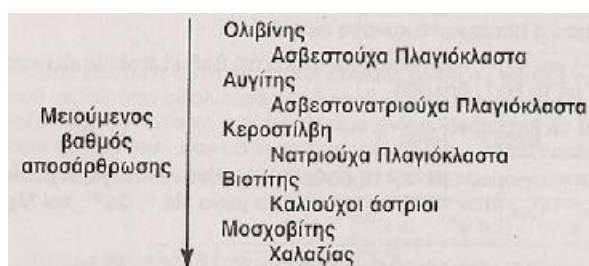 Ολιβίνης
Ασβεστούχα Πλαγιόκλαστα
Αυγίτης
Ασβεστονατριούχα Πλαγιόκλαστα
Κεροστίλβη
Νατριούχα Πλαγιόκλαστα
Βιοτίτης
Καλιούχοι άστριοι
Μοσχοβίτης
Χαλαζίας
Μειούμενος
βαθμός
αποσάρθρωσης